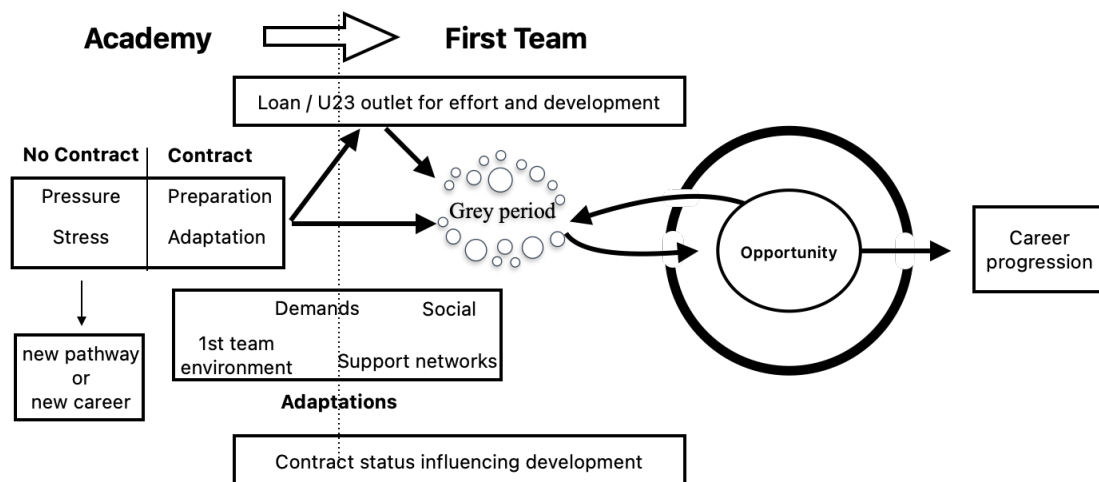 Academy
First Team
Loan / U23 outlet for effort and development
No Contract
Contract
Pressure
Preparation
Stress
Adaptation
Grey period
Opportunity
Career
progression
new pathway
or
new career
Demands
Social
1st team
environment
Support networks
Adaptations
Contract status influencing development